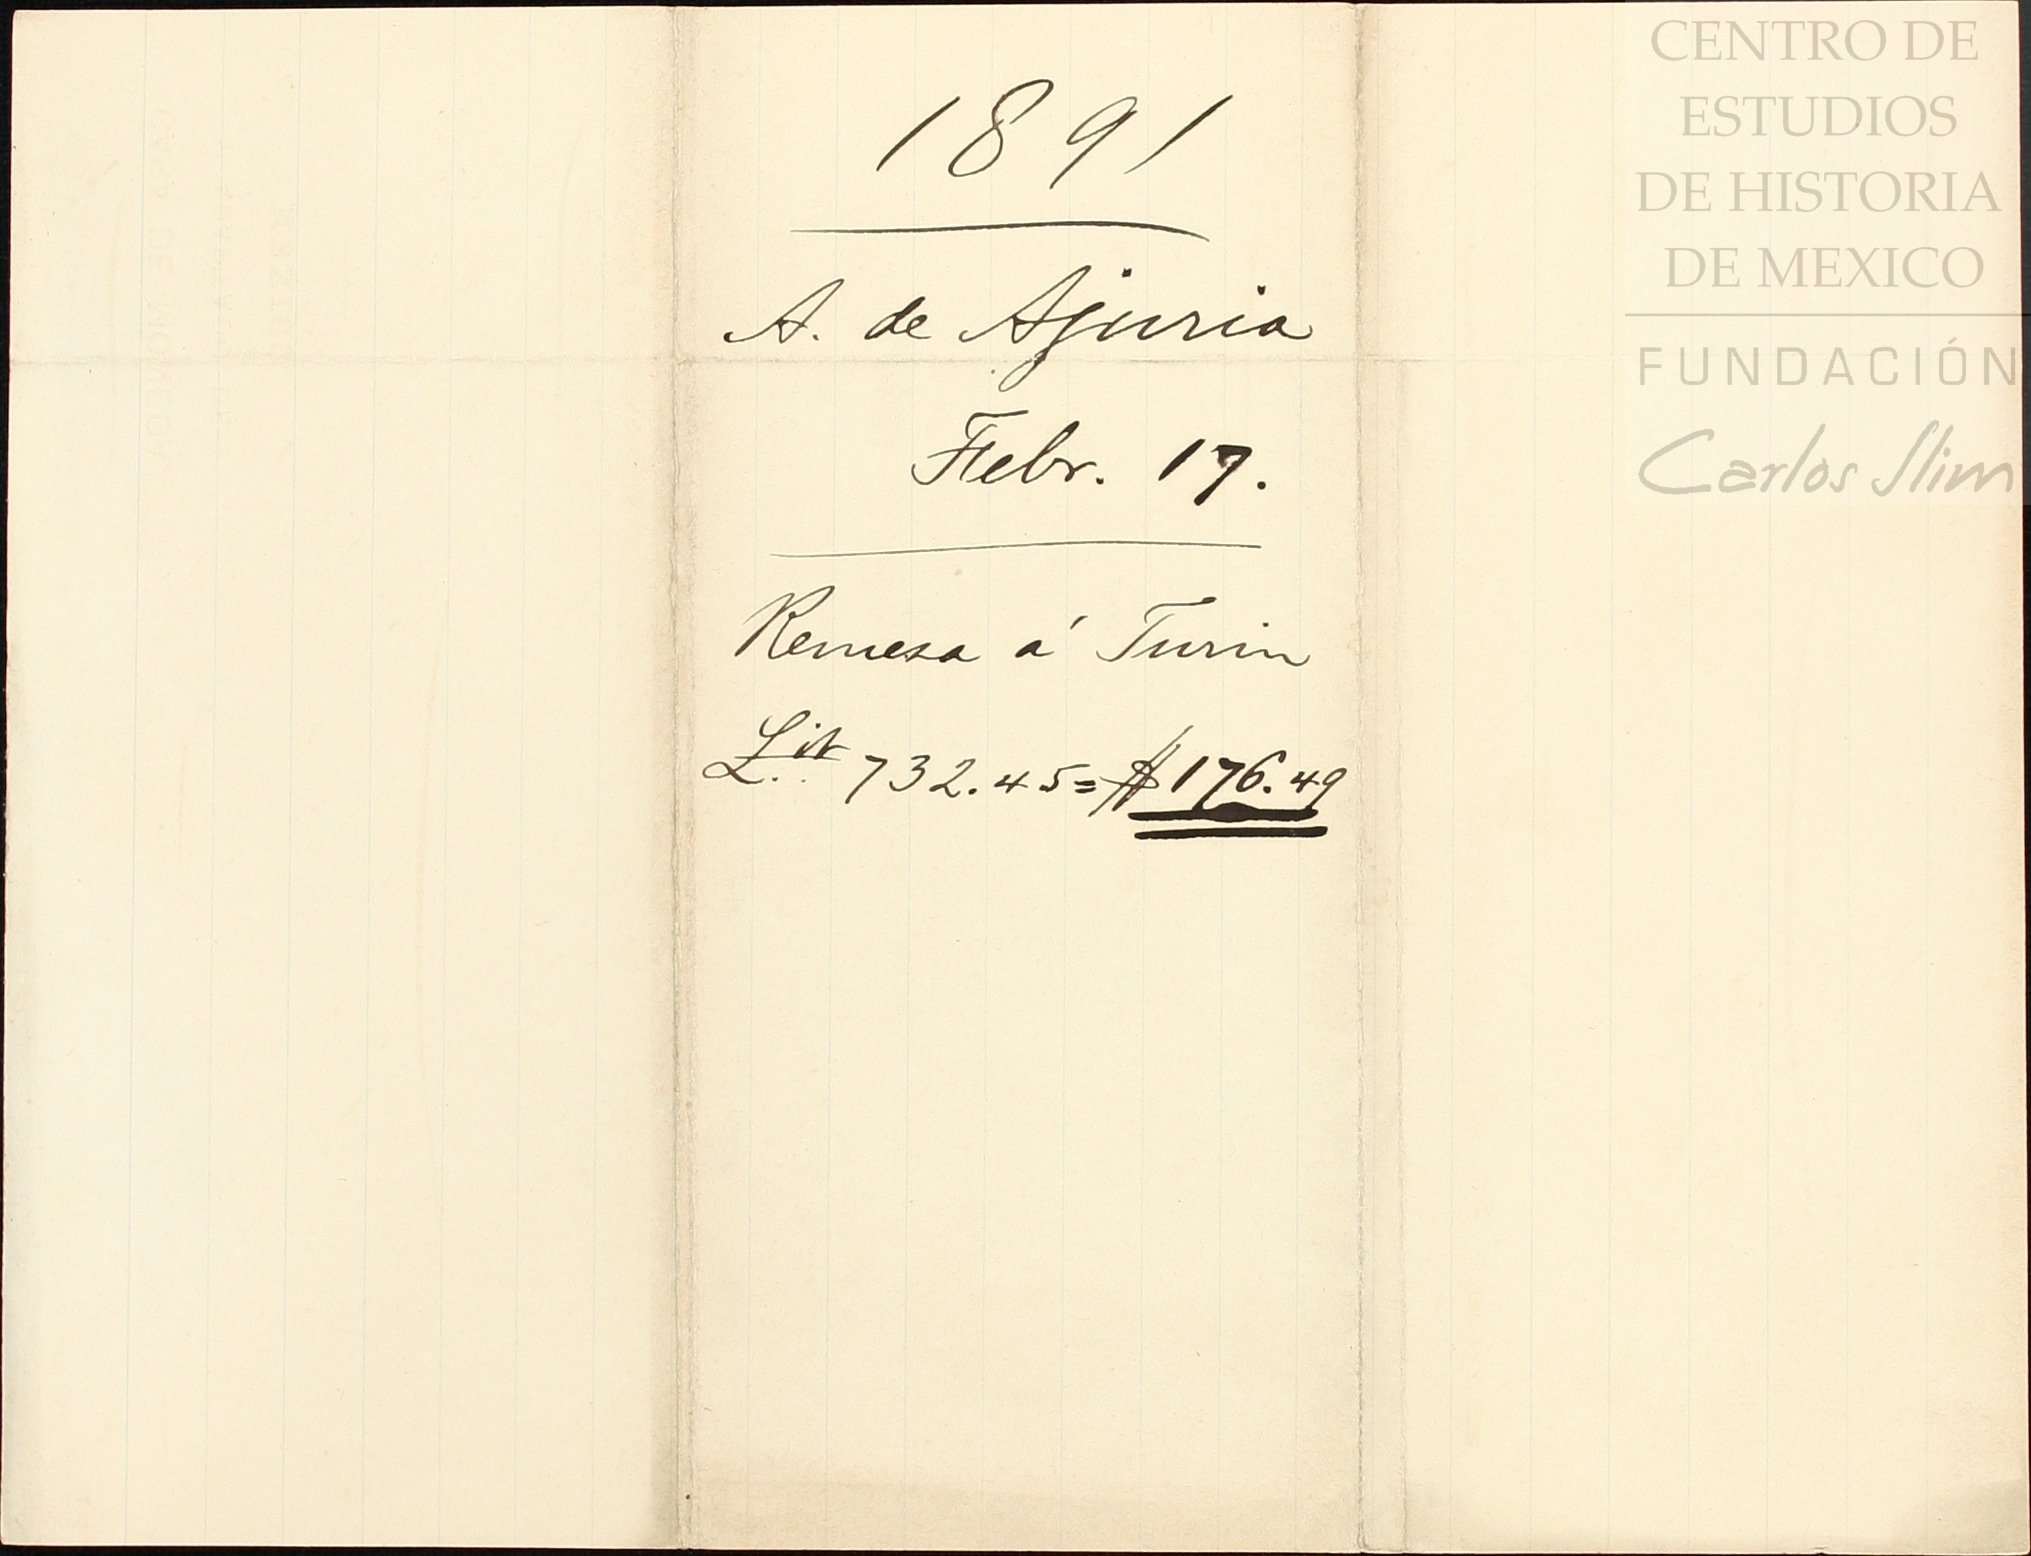 1891
A. de Ajuria
Febr. 17.
Remesa á Turin
Lit 732.45=$176.49
CENTRO DE
ESTUDIOS
DE HISTORIA
DE MEXICO
FUNDACIÓN
Carlos Slim